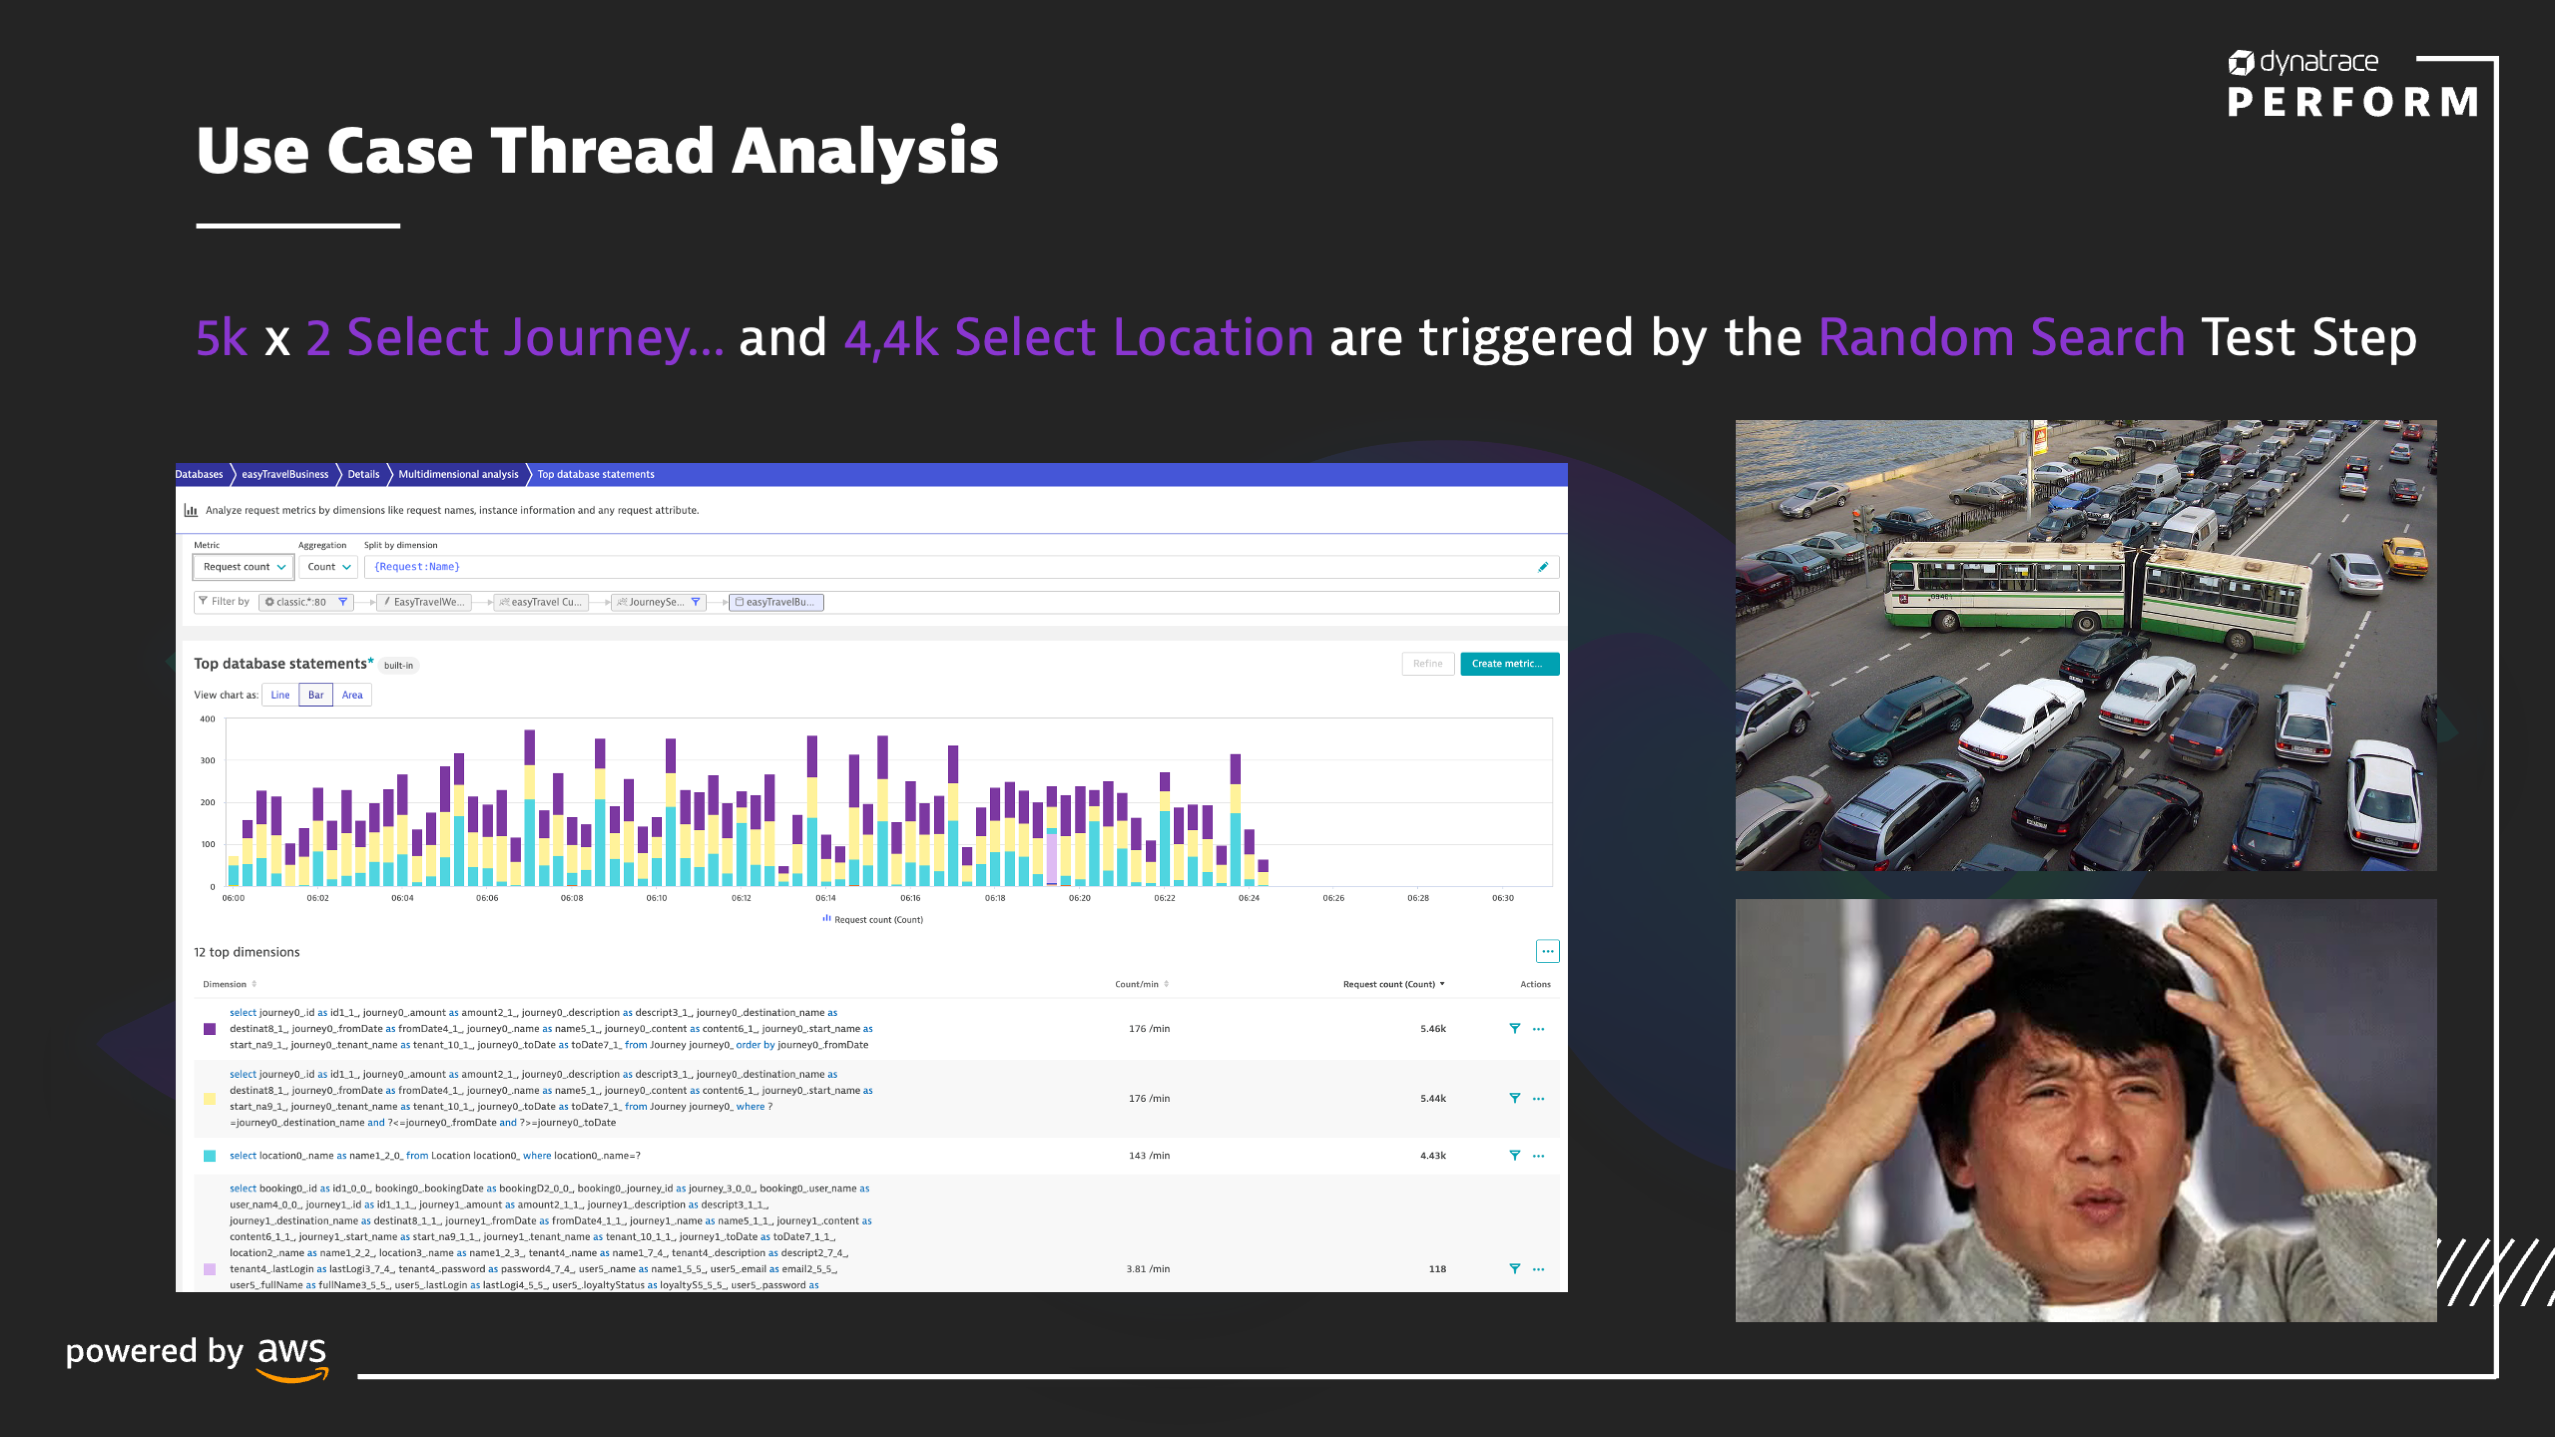 dynatrace
PERFORM
Use Case Thread Analysis
5k x 2 Select Journey... and 4,4k Select Location are triggered by the Random Search Test Step
Databases easyTravelBusiness Details Multidimensional analysis Top database statements
Analyze request metrics by dimensions like request names, instance information and any request attribute.
Metric Aggregation Split by dimension
Request count Count {Request:Name}
Filter by classic.*:80 EasyTravelWe... easyTravel Cu... JourneySe... easyTravelBu...
Top database statements* built-in Refine Create metric...
View chart as: Line Bar Area
400
300
200
100
0
06:00 06:02 06:04 06:06 06:08 06:10 06:12 06:14 06:16 06:18 06:20 06:22 06:24 06:26 06:28 06:30
Request count (Count)
12 top dimensions ...
Dimension Count/min Request count (Count) Actions
select journey0_.id as id1_1_, journey0_.amount as amount2_1_, journey0_.description as descript3_1_, journey0_.destination_name as
destinat8_1_, journey0_.fromDate as fromDate4_1_, journey0_.name as name5_1_, journey0_.content as content6_1_, journey0_.start_name as
start_na9_1_, journey0_.tenant_name as tenant_10_1_, journey0_.toDate as toDate7_1_ from Journey journey0_ order by journey0_.fromDate
176 /min 5.46k ...
select journey0_.id as id1_1_, journey0_.amount as amount2_1_, journey0_.description as descript3_1_, journey0_.destination_name as
destinat8_1_, journey0_.fromDate as fromDate4_1_, journey0_.name as name5_1_, journey0_.content as content6_1_, journey0_.start_name as
start_na9_1_, journey0_.tenant_name as tenant_10_1_, journey0_.toDate as toDate7_1_ from Journey journey0_ where ?
=journey0_.destination_name and ?<=journey0_.fromDate and ?>=journey0_.toDate
176 /min 5.44k ...
select location0_.name as name1_2_0_ from Location location0_ where location0_.name=? 143 /min 4.43k ...
select booking0_.id as id1_0_0_, booking0_.bookingDate as bookingD2_0_0_, booking0_.journey_id as journey_3_0_0_, booking0_.user_name as
user_nam4_0_0_, journey1_.id as id1_1_1_, journey1_.amount as amount2_1_1_, journey1_.description as descript3_1_1_,
journey1_.destination_name as destinat8_1_1_, journey1_.fromDate as fromDate4_1_1_, journey1_.name as name5_1_1_, journey1_.content as
content6_1_1_, journey1_.start_name as start_na9_1_1_, journey1_.tenant_name as tenant_10_1_1_, journey1_.toDate as toDate7_1_1_,
location2_.name as name1_2_2_, location3_.name as name1_2_3_, tenant4_.name as name1_7_4_, tenant4_.description as descript2_7_4_,
tenant4_.lastLogin as lastLogi3_7_4_, tenant4_.password as password4_7_4_, user5_.name as name1_5_5_, user5_.email as email2_5_5_,
user5_.fullName as fullName3_5_5_, user5_.lastLogin as lastLogi4_5_5_, user5_.loyaltyStatus as loyaltyS5_5_5_, user5_.password as
3.81 /min 118 ...
powered by aws